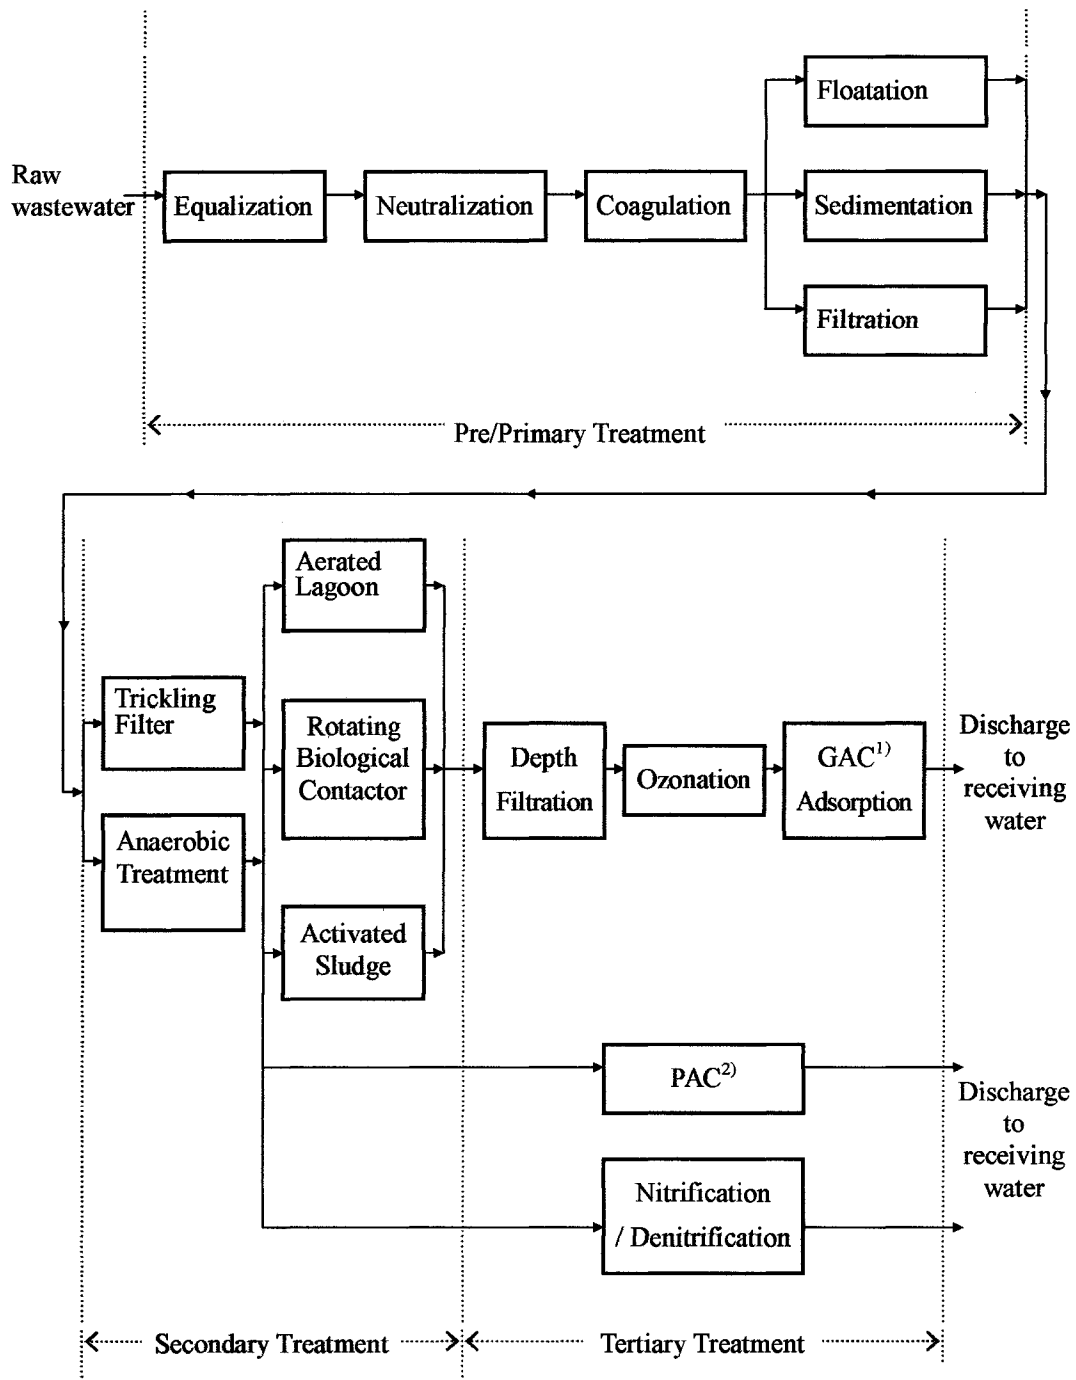 Raw
wastewater
Equalization
Neutralization
Coagulation
Floatation
Sedimentation
Filtration
Pre/Primary Treatment
Aerated
Lagoon
Trickling
Filter
Rotating
Biological
Contactor
Anaerobic
Treatment
Activated
Sludge
Depth
Filtration
Ozonation
GAC1)
Adsorption
Discharge
to
receiving
water
PAC2)
Nitrification
/ Denitrification
Discharge
to
receiving
water
Secondary Treatment
Tertiary Treatment